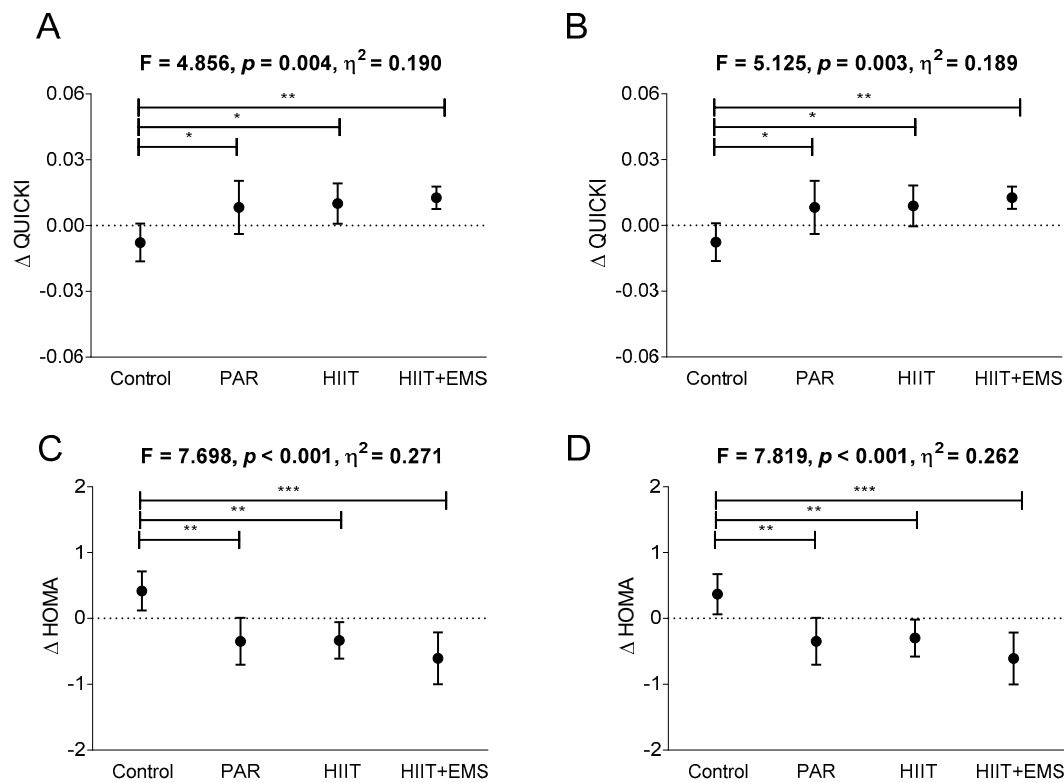 A
F = 4.856, p = 0.004, η² = 0.190
0.06
0.03
0.00
-0.03
-0.06
Δ QUICKI
**
*
*
Control PAR HIIT HIIT+EMS
B
F = 5.125, p = 0.003, η² = 0.189
0.06
0.03
0.00
-0.03
-0.06
Δ QUICKI
**
*
*
Control PAR HIIT HIIT+EMS
C
F = 7.698, p < 0.001, η² = 0.271
2
1
0
-1
-2
Δ HOMA
***
**
**
Control PAR HIIT HIIT+EMS
D
F = 7.819, p < 0.001, η² = 0.262
2
1
0
-1
-2
Δ HOMA
***
**
**
Control PAR HIIT HIIT+EMS